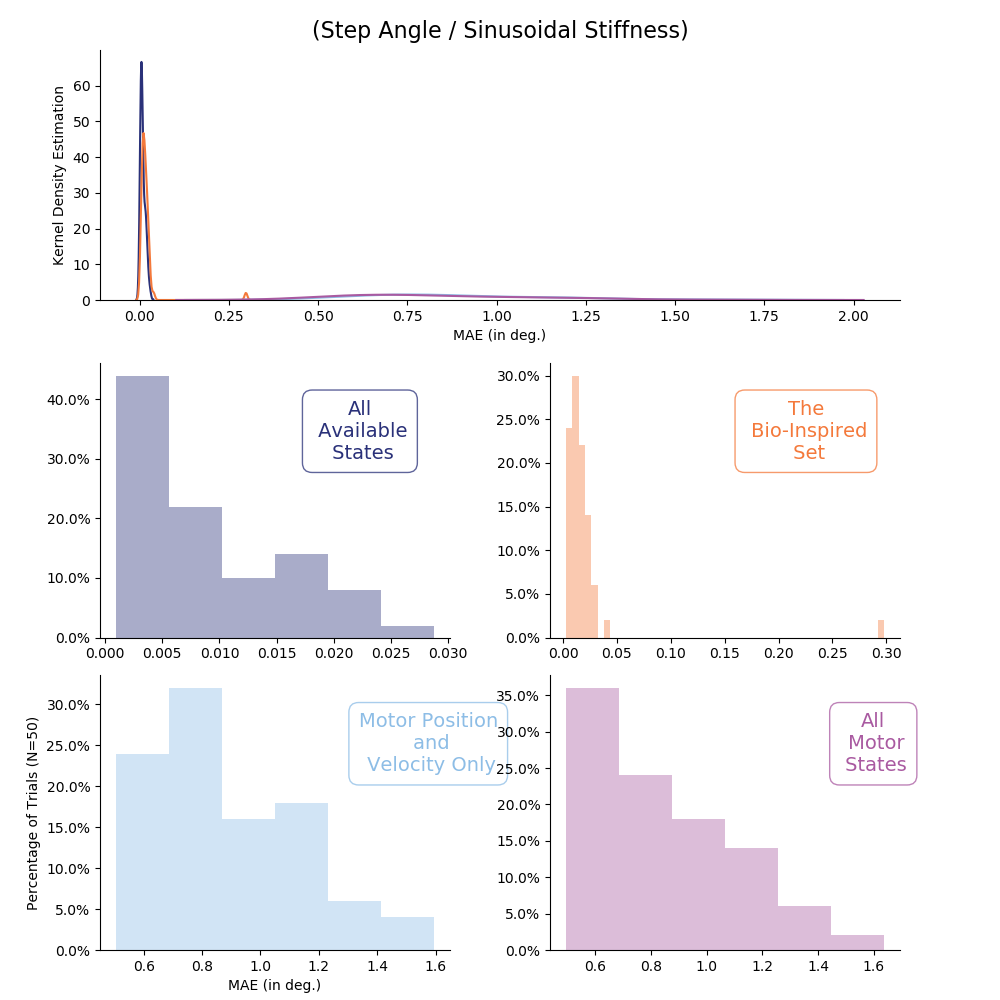 (Step Angle / Sinusoidal Stiffness)
Kernel Density Estimation
60
50
40
30
20
10
0
0.00 0.25 0.50 0.75 1.00 1.25 1.50 1.75 2.00
MAE (in deg.)
40.0%
30.0%
20.0%
10.0%
0.0%
All
Available
States
0.000 0.005 0.010 0.015 0.020 0.025 0.030
30.0%
25.0%
20.0%
15.0%
10.0%
5.0%
0.0%
The
Bio-Inspired
Set
0.00 0.05 0.10 0.15 0.20 0.25 0.30
Percentage of Trials (N=50)
30.0%
25.0%
20.0%
15.0%
10.0%
5.0%
0.0%
Motor Position
and
Velocity Only
0.6 0.8 1.0 1.2 1.4 1.6
MAE (in deg.)
35.0%
30.0%
25.0%
20.0%
15.0%
10.0%
5.0%
0.0%
All
Motor
States
0.6 0.8 1.0 1.2 1.4 1.6